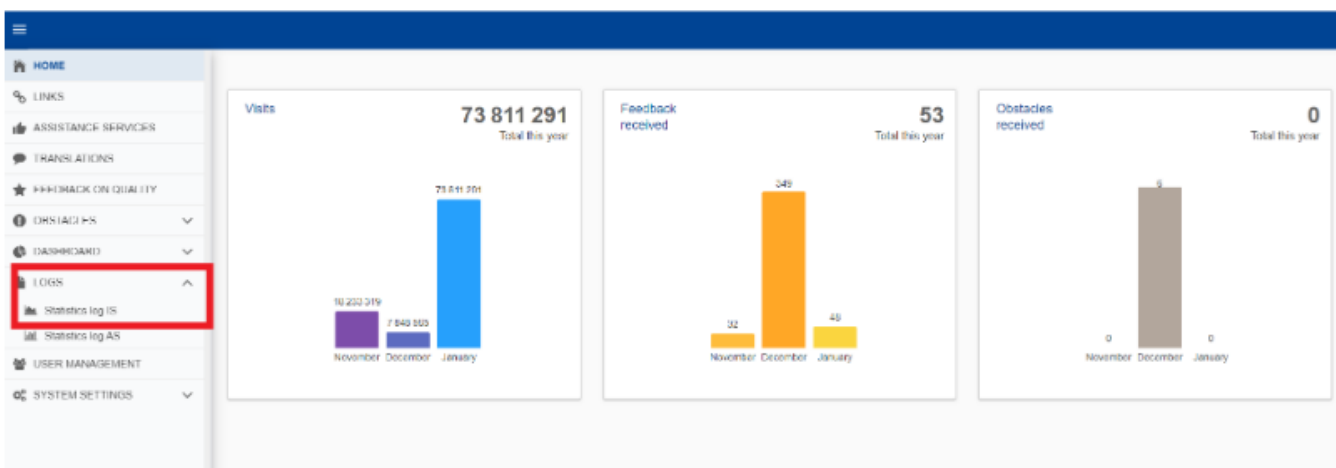 HOME
LINKS
ASSISTANCE SERVICES
TRANSLATIONS
FEEDBACK ON QUALITY
OBSTACLES
DASHBOARD
LOGS
Statistics log IS
Statistics log AS
USER MANAGEMENT
SYSTEM SETTINGS
Visits
73 811 291
Total this year
73 811 291
November December January
Feedback
received
53
Total this year
349
32
November December January
Obstacles
received
0
Total this year
6
0
0
November December January